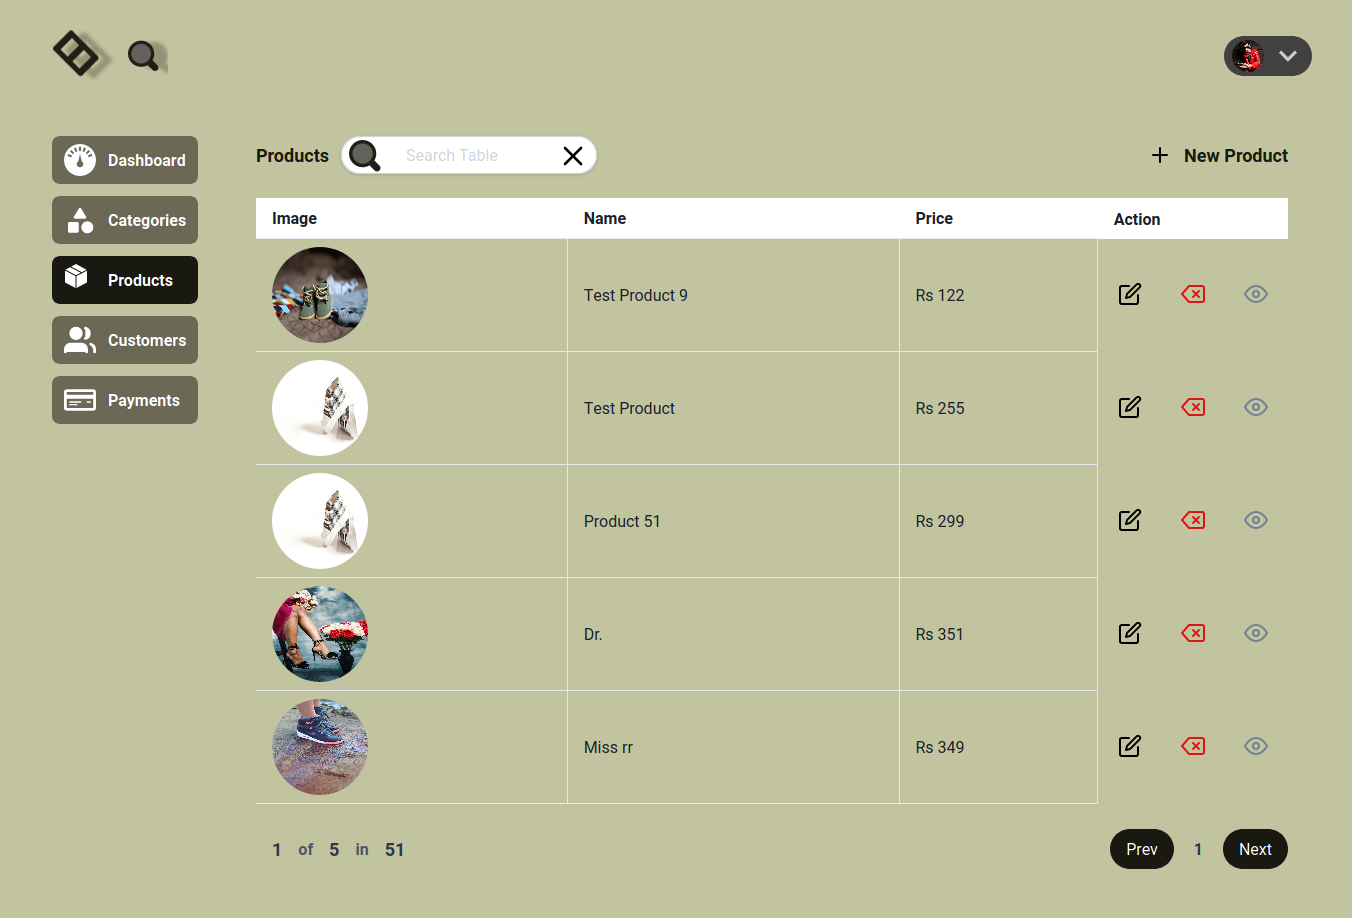 Dashboard
Categories
Products
Customers
Payments
Products
Search Table
New Product
Image Name Price Action
Test Product 9 Rs 122
Test Product Rs 255
Product 51 Rs 299
Dr. Rs 351
Miss rr Rs 349
1 of 5 in 51
Prev 1 Next